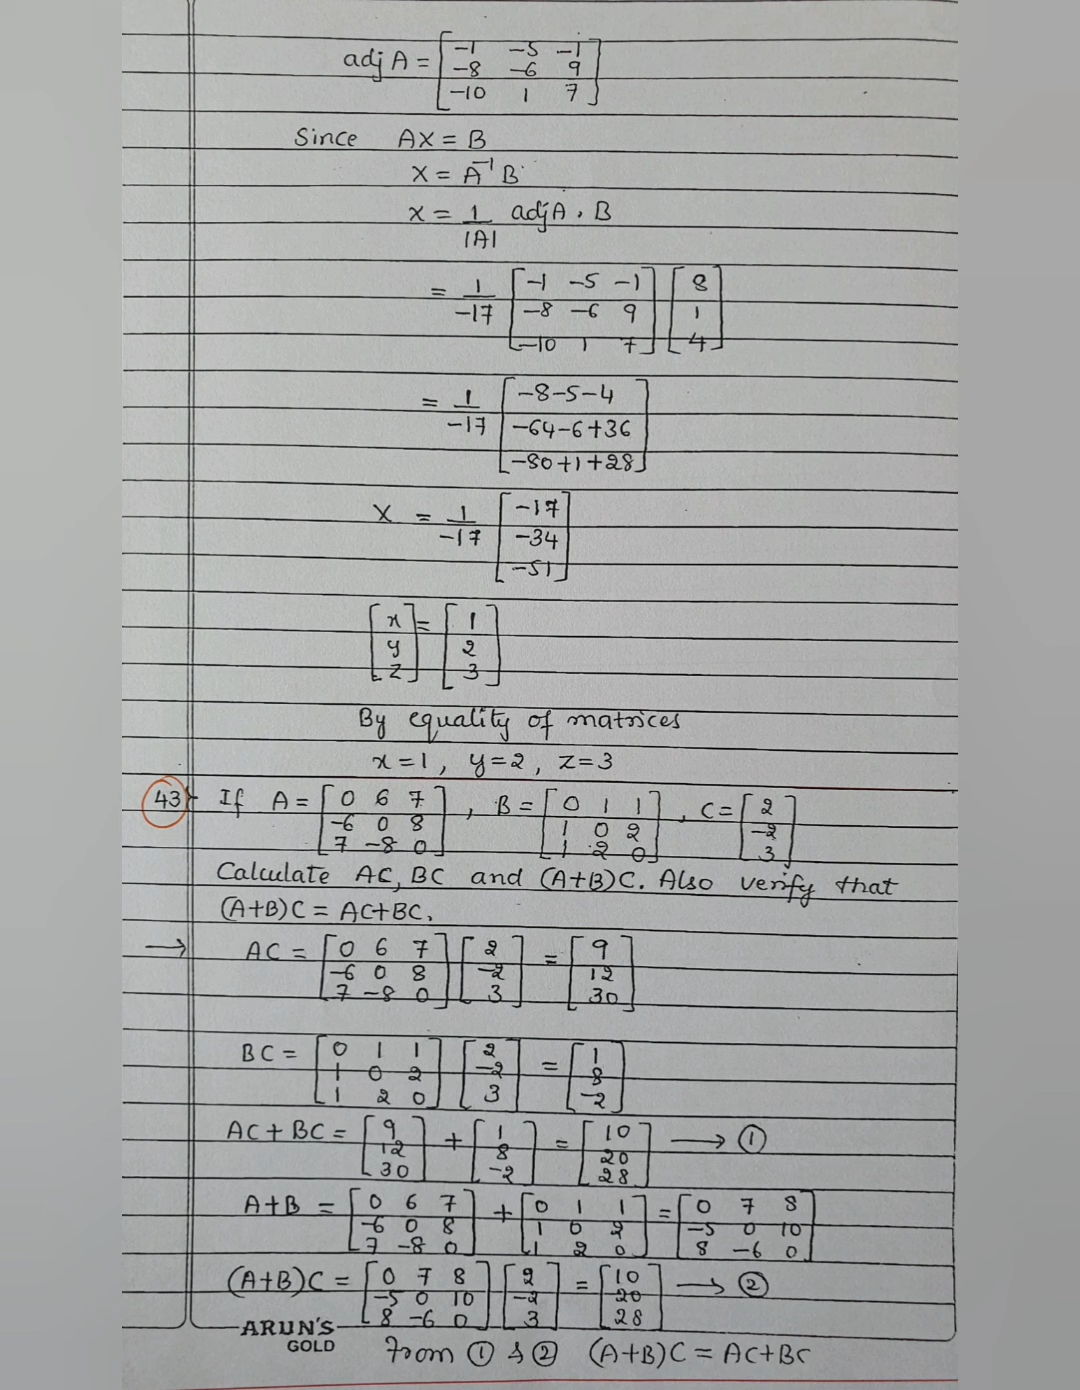 adj A = [-1 -5 -1
-8 -6 9
-10 1 7]
Since AX = B
X = A⁻¹ B
X = 1/|A| adjA . B
= 1/-17 [-1 -5 -1
-8 -6 9
-10 1 7] [8
1
4]
= 1/-17 [-8-5-4
-64-6+36
-80+1+28]
X = 1/-17 [-17
-34
-51]
[x
y
z] = [1
2
3]
By equality of matrices
x=1, y=2, z=3
43} If A = [0 6 7
-6 0 8
7 -8 0], B = [0 1 1
1 0 2
1 2 0], C = [2
-2
3]
Calculate AC, BC and (A+B)C. Also verify that
(A+B)C = AC+BC.
→ AC = [0 6 7
-6 0 8
7 -8 0] [2
-2
3] = [9
12
30]
BC = [0 1 1
1 0 2
1 2 0] [2
-2
3] = [1
8
-2]
AC + BC = [9
12
30] + [1
8
-2] = [10
20
28] → ①
A+B = [0 6 7
-6 0 8
7 -8 0] + [0 1 1
1 0 2
1 2 0] = [0 7 8
-5 0 10
8 -6 0]
(A+B)C = [0 7 8
-5 0 10
8 -6 0] [2
-2
3] = [10
20
28] → ②
ARUN'S
GOLD
From ① & ② (A+B)C = AC+BC